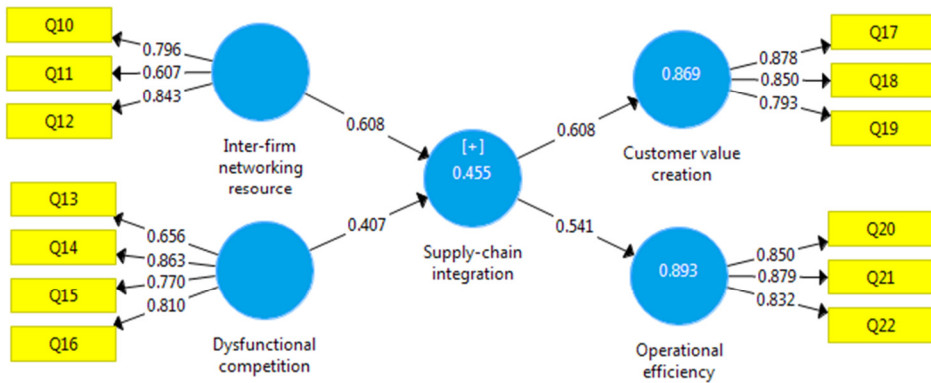 Q10
Q11
Q12
0.796
0.607
0.843
Inter-firm
networking
resource
0.608
Q13
Q14
Q15
Q16
0.656
0.863
0.770
0.810
Dysfunctional
competition
0.407
[+]
0.455
Supply-chain
integration
0.608
0.541
0.869
Customer value
creation
0.878
0.850
0.793
Q17
Q18
Q19
0.893
Operational
efficiency
0.850
0.879
0.832
Q20
Q21
Q22